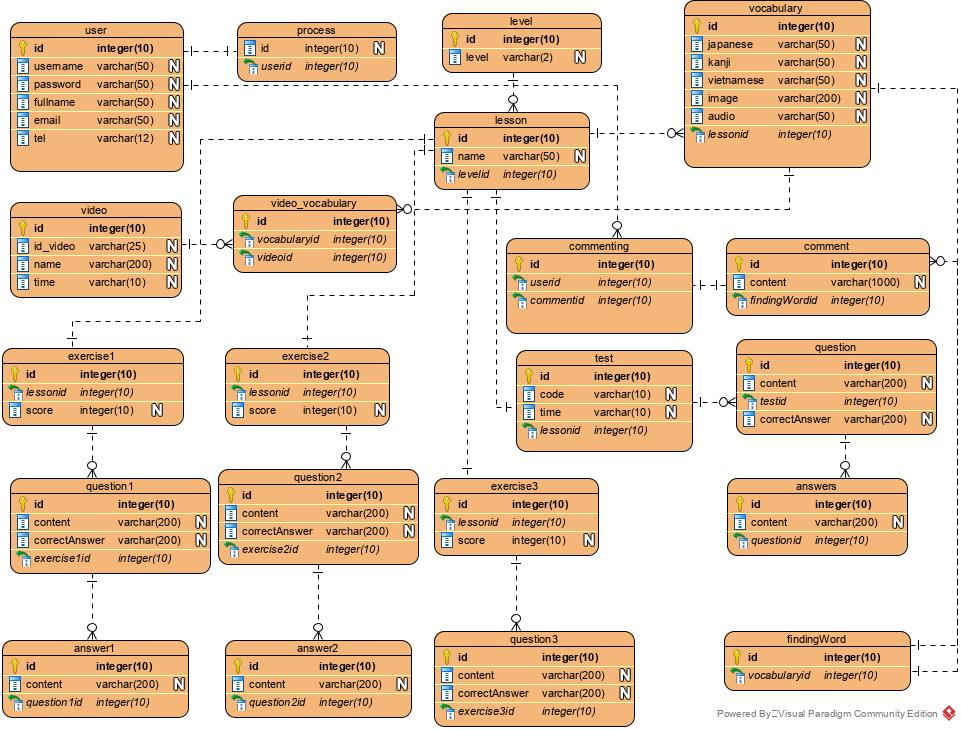 user
id integer(10)
username varchar(50) N
password varchar(50) N
fullname varchar(50) N
email varchar(50) N
tel varchar(12) N
process
id integer(10) N
userid integer(10)
level
id integer(10)
level varchar(2) N
vocabulary
id integer(10)
japanese varchar(50) N
kanji varchar(50) N
vietnamese varchar(50) N
image varchar(200) N
audio varchar(50) N
lessonid integer(10)
lesson
id integer(10)
name varchar(50) N
levelid integer(10)
video
id integer(10)
id_video varchar(25) N
name varchar(200) N
time varchar(10) N
video_vocabulary
id integer(10)
vocabularyid integer(10)
videoid integer(10)
commenting
id integer(10)
userid integer(10)
commentid integer(10)
comment
id integer(10)
content varchar(1000) N
findingWordid integer(10)
exercise1
id integer(10)
lessonid integer(10)
score integer(10) N
exercise2
id integer(10)
lessonid integer(10)
score integer(10) N
test
id integer(10)
code varchar(10) N
time varchar(10) N
lessonid integer(10)
question
id integer(10)
content varchar(200) N
testid integer(10)
correctAnswer varchar(200) N
question1
id integer(10)
content varchar(200) N
correctAnswer varchar(200) N
exercise1id integer(10)
question2
id integer(10)
content varchar(200) N
correctAnswer varchar(200) N
exercise2id integer(10)
exercise3
id integer(10)
lessonid integer(10)
score integer(10) N
answers
id integer(10)
content varchar(200) N
questionid integer(10)
answer1
id integer(10)
content varchar(200) N
question1id integer(10)
answer2
id integer(10)
content varchar(200) N
question2id integer(10)
question3
id integer(10)
content varchar(200) N
correctAnswer varchar(200) N
exercise3id integer(10)
findingWord
id integer(10)
vocabularyid integer(10)
Powered By Visual Paradigm Community Edition